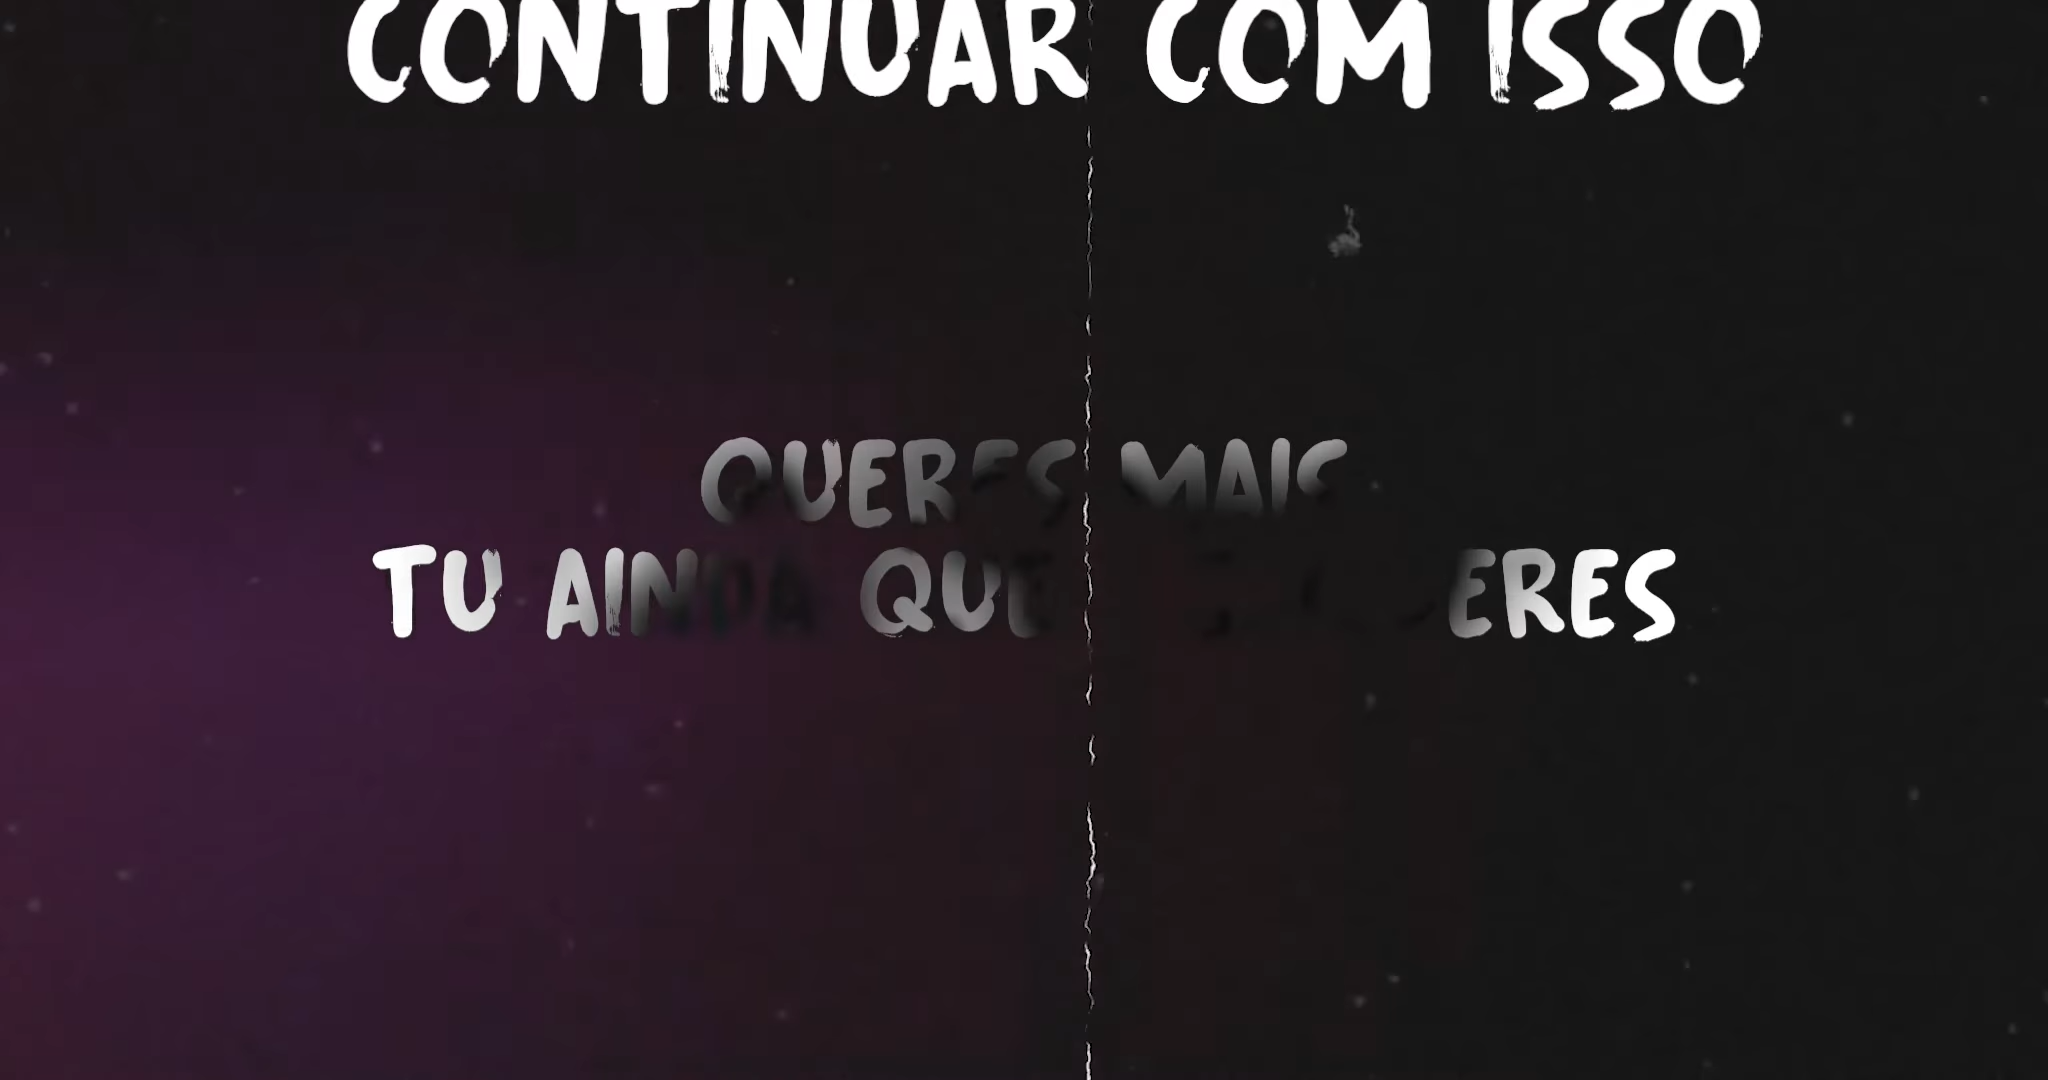 CONTINUAR COM ISSO
QUERES MAIS
TU AINDA QUE ERES